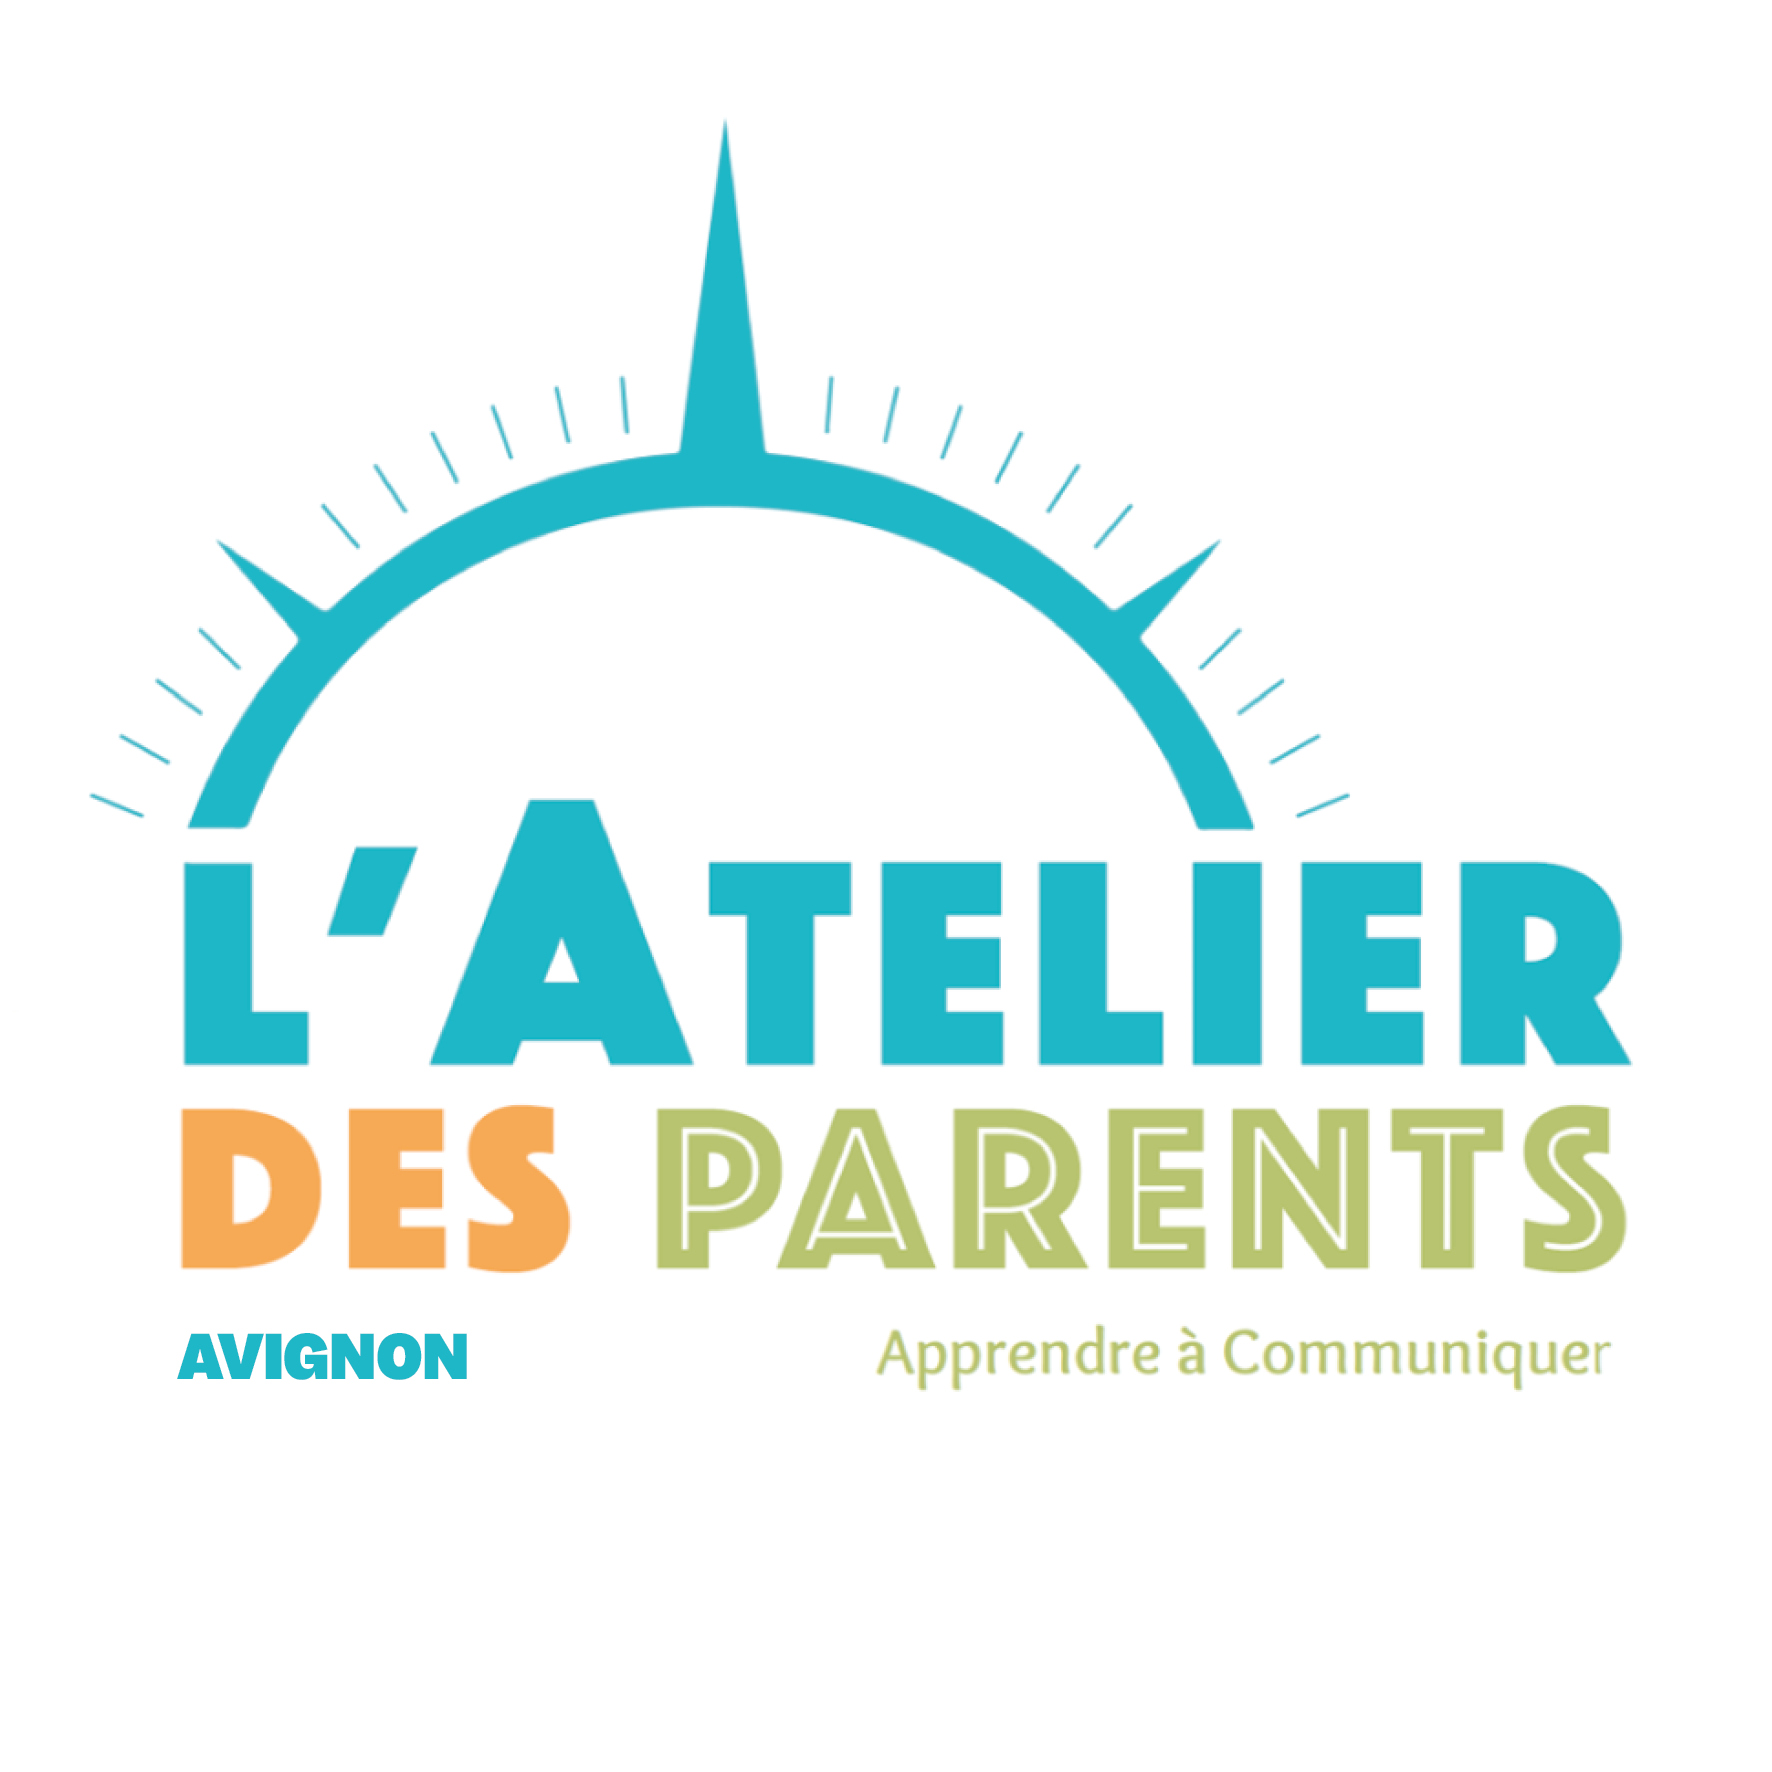 L'ATELIER
DES PARENTS
AVIGNON
Apprendre à Communiquer